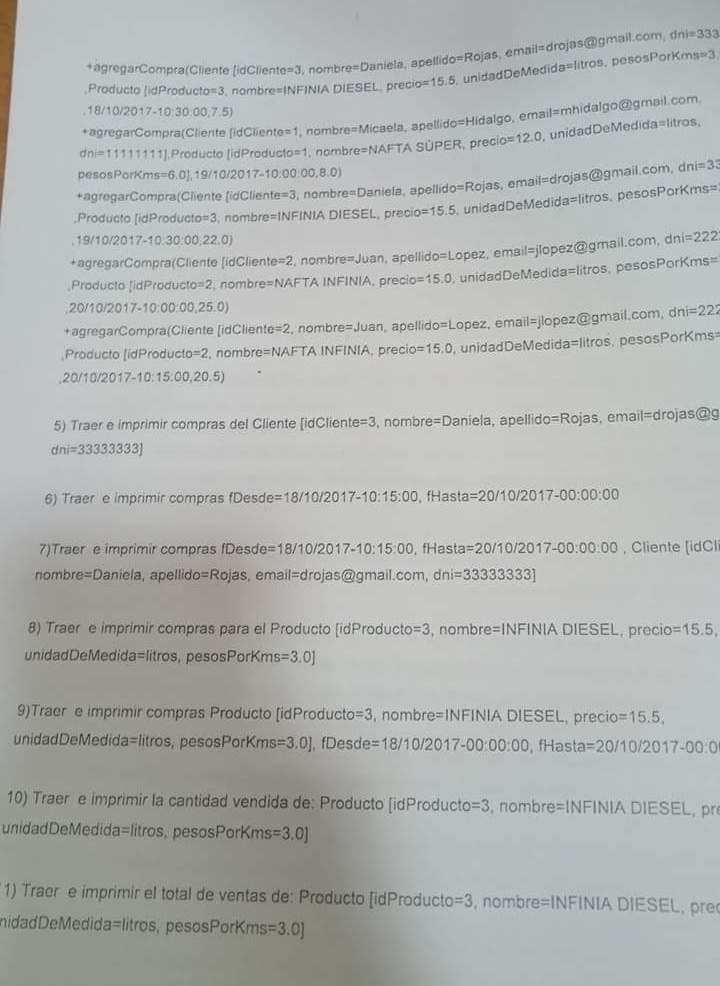 +agregarCompra(Cliente [idCliente=3, nombre=Daniela, apellido=Rojas, email=drojas@gmail.com, dni=333
,Producto [idProducto=3, nombre=INFINIA DIESEL, precio=15.5, unidadDeMedida=litros, pesosPorKms=3.
,18/10/2017-10:30:00,7.5)
+agregarCompra(Cliente [idCliente=1, nombre=Micaela, apellido=Hidalgo, email=mhidalgo@gmail.com,
dni=11111111],Producto [idProducto=1, nombre=NAFTA SÚPER, precio=12.0, unidadDeMedida=litros,
pesosPorKms=6.0],19/10/2017-10:00:00,8.0)
+agregarCompra(Cliente [idCliente=3, nombre=Daniela, apellido=Rojas, email=drojas@gmail.com, dni=33
,Producto [idProducto=3, nombre=INFINIA DIESEL, precio=15.5, unidadDeMedida=litros, pesosPorKms=
,19/10/2017-10:30:00,22.0)
+agregarCompra(Cliente [idCliente=2, nombre=Juan, apellido=Lopez, email=jlopez@gmail.com, dni=222
,Producto [idProducto=2, nombre=NAFTA INFINIA, precio=15.0, unidadDeMedida=litros, pesosPorKms=
,20/10/2017-10:00:00,25.0)
+agregarCompra(Cliente [idCliente=2, nombre=Juan, apellido=Lopez, email=jlopez@gmail.com, dni=222
,Producto [idProducto=2, nombre=NAFTA INFINIA, precio=15.0, unidadDeMedida=litros, pesosPorKms=
,20/10/2017-10:15:00,20.5)
5) Traer e imprimir compras del Cliente [idCliente=3, nombre=Daniela, apellido=Rojas, email=drojas@g
dni=33333333]
6) Traer e imprimir compras fDesde=18/10/2017-10:15:00, fHasta=20/10/2017-00:00:00
7)Traer e imprimir compras fDesde=18/10/2017-10:15:00, fHasta=20/10/2017-00:00:00 , Cliente [idCli
nombre=Daniela, apellido=Rojas, email=drojas@gmail.com, dni=33333333]
8) Traer e imprimir compras para el Producto [idProducto=3, nombre=INFINIA DIESEL, precio=15.5,
unidadDeMedida=litros, pesosPorKms=3.0]
9)Traer e imprimir compras Producto [idProducto=3, nombre=INFINIA DIESEL, precio=15.5,
unidadDeMedida=litros, pesosPorKms=3.0], fDesde=18/10/2017-00:00:00, fHasta=20/10/2017-00:0
10) Traer e imprimir la cantidad vendida de: Producto [idProducto=3, nombre=INFINIA DIESEL, pre
unidadDeMedida=litros, pesosPorKms=3.0]
1) Traer e imprimir el total de ventas de: Producto [idProducto=3, nombre=INFINIA DIESEL, prec
nidadDeMedida=litros, pesosPorKms=3.0]